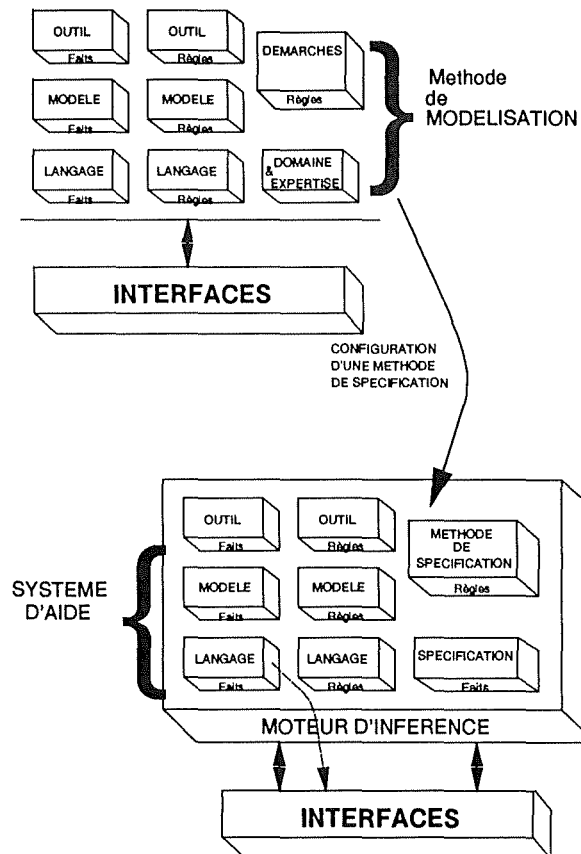 OUTIL
Faits
OUTIL
Règles
DEMARCHES
Règles
MODELE
Faits
MODELE
Règles
LANGAGE
Faits
LANGAGE
Règles
DOMAINE
&
EXPERTISE
Methode
de
MODELISATION
INTERFACES
CONFIGURATION
D'UNE METHODE
DE SPECIFICATION
SYSTEME
D'AIDE
OUTIL
Faits
OUTIL
Règles
METHODE
DE
SPECIFICATION
Règles
MODELE
Faits
MODELE
Règles
LANGAGE
Faits
LANGAGE
Règles
SPECIFICATION
Faits
MOTEUR D'INFERENCE
INTERFACES